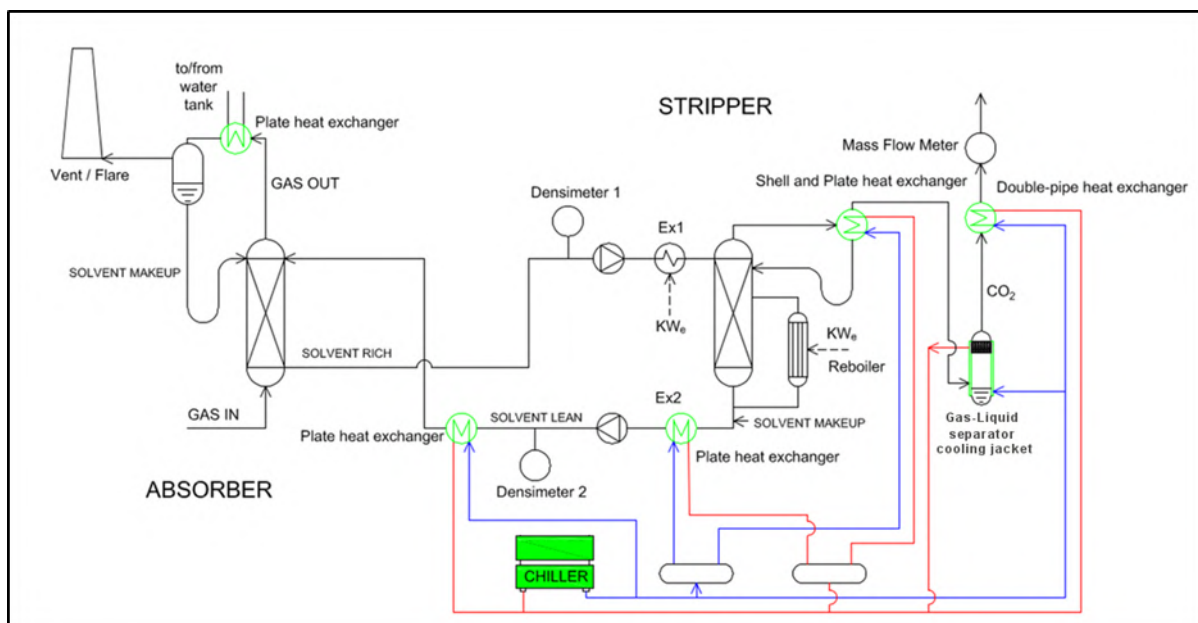 to/from
water
tank
Plate heat exchanger
Vent / Flare
GAS OUT
SOLVENT MAKEUP
GAS IN
ABSORBER
SOLVENT RICH
STRIPPER
Densimeter 1
Ex1
KWe
Shell and Plate heat exchanger
KWe
Reboiler
Mass Flow Meter
Double-pipe heat exchanger
CO2
Gas-Liquid
separator
cooling jacket
SOLVENT MAKEUP
Ex2
Plate heat exchanger
SOLVENT LEAN
Densimeter 2
Plate heat exchanger
CHILLER